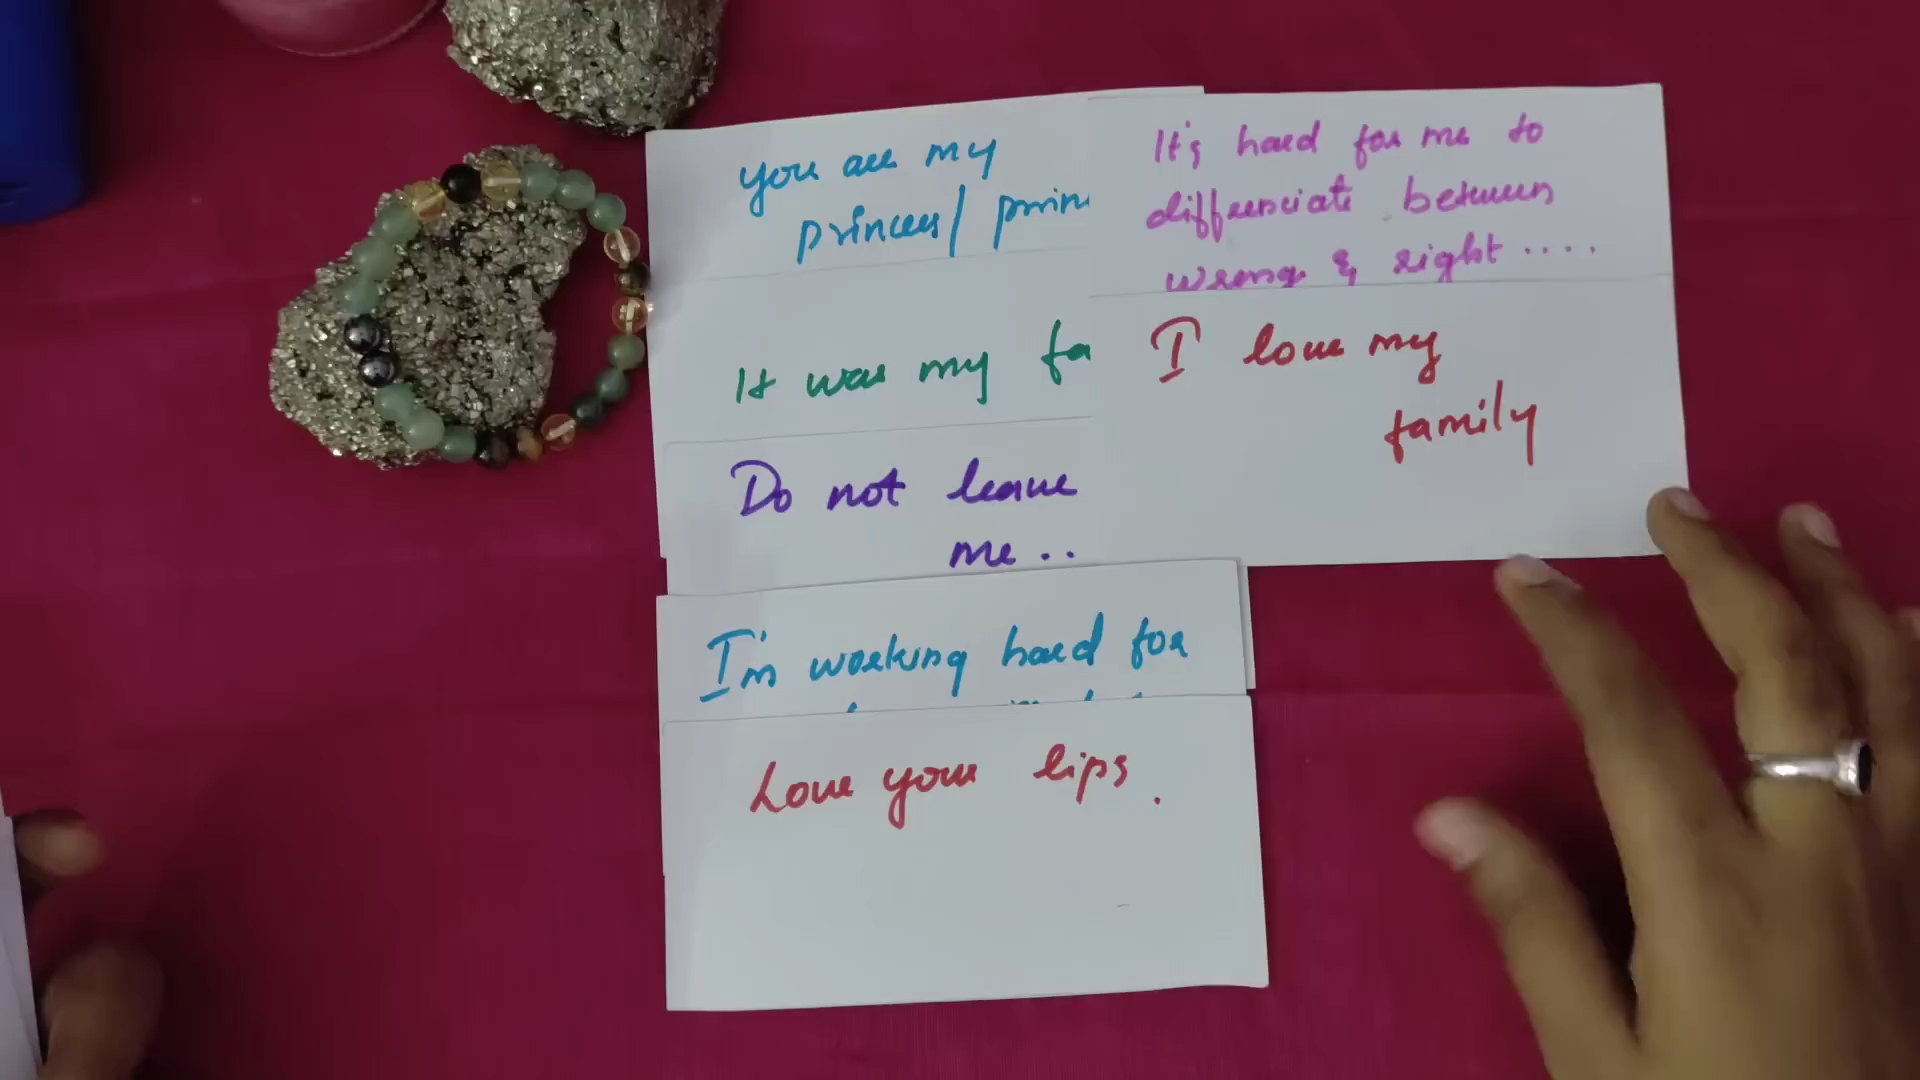 you are my
princess/
It was my
Do not leave
me..
I'm working hard for
Love your lips.
It's hard for me to
differenciate between
wrong & right....
I love my
family